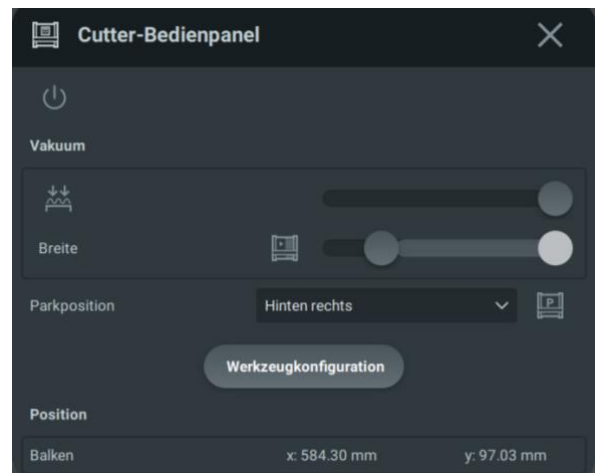 Cutter-Bedienpanel
Vakuum
Breite
Parkposition Hinten rechts P
Werkzeugkonfiguration
Position
Balken x: 584.30 mm y: 97.03 mm